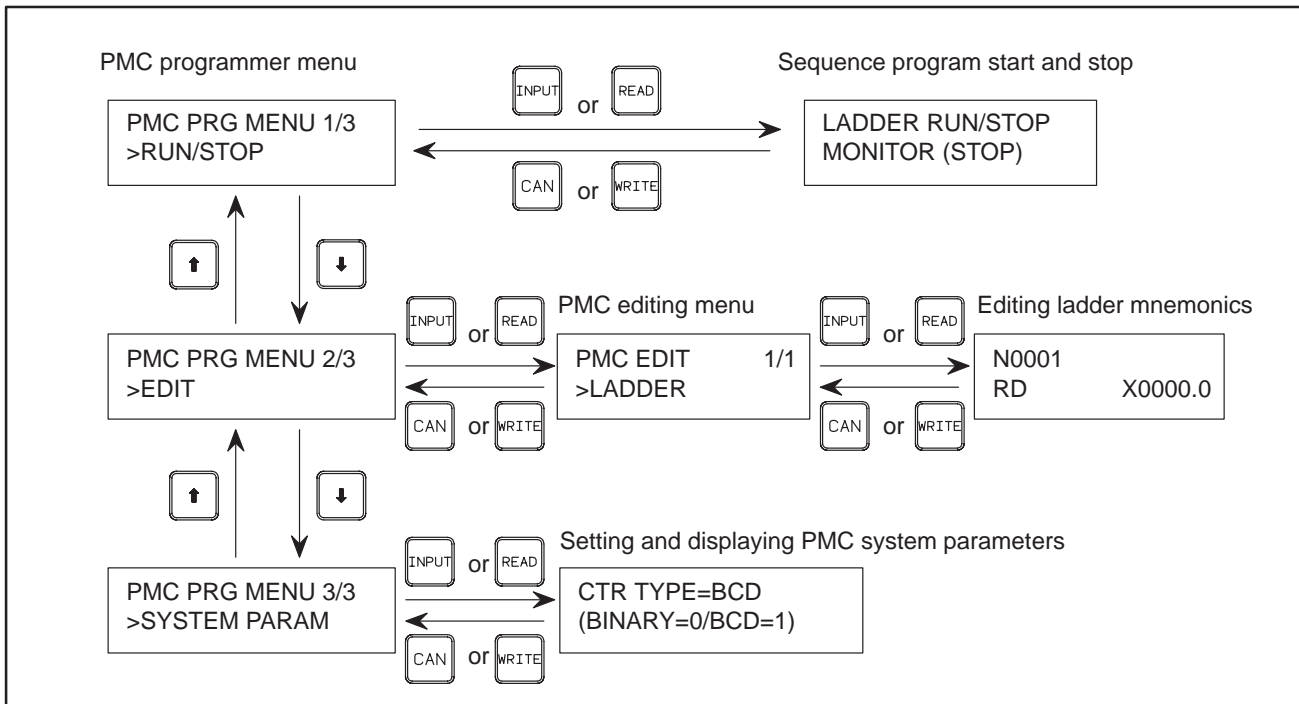 PMC programmer menu
Sequence program start and stop
INPUT or READ
PMC PRG MENU 1/3
>RUN/STOP
LADDER RUN/STOP
MONITOR (STOP)
CAN or WRITE
INPUT or READ
PMC editing menu
INPUT or READ
Editing ladder mnemonics
PMC PRG MENU 2/3
>EDIT
PMC EDIT 1/1
>LADDER
N0001
RD X0000.0
CAN or WRITE
CAN or WRITE
INPUT or READ
Setting and displaying PMC system parameters
PMC PRG MENU 3/3
>SYSTEM PARAM
CTR TYPE=BCD
(BINARY=0/BCD=1)
CAN or WRITE